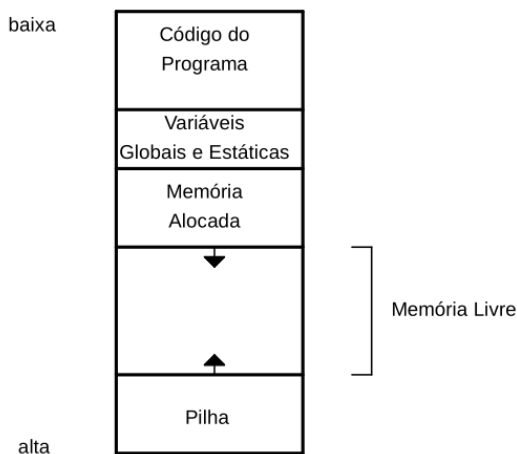 baixa
Código do
Programa
Variáveis
Globais e Estáticas
Memória
Alocada
Memória Livre
Pilha
alta